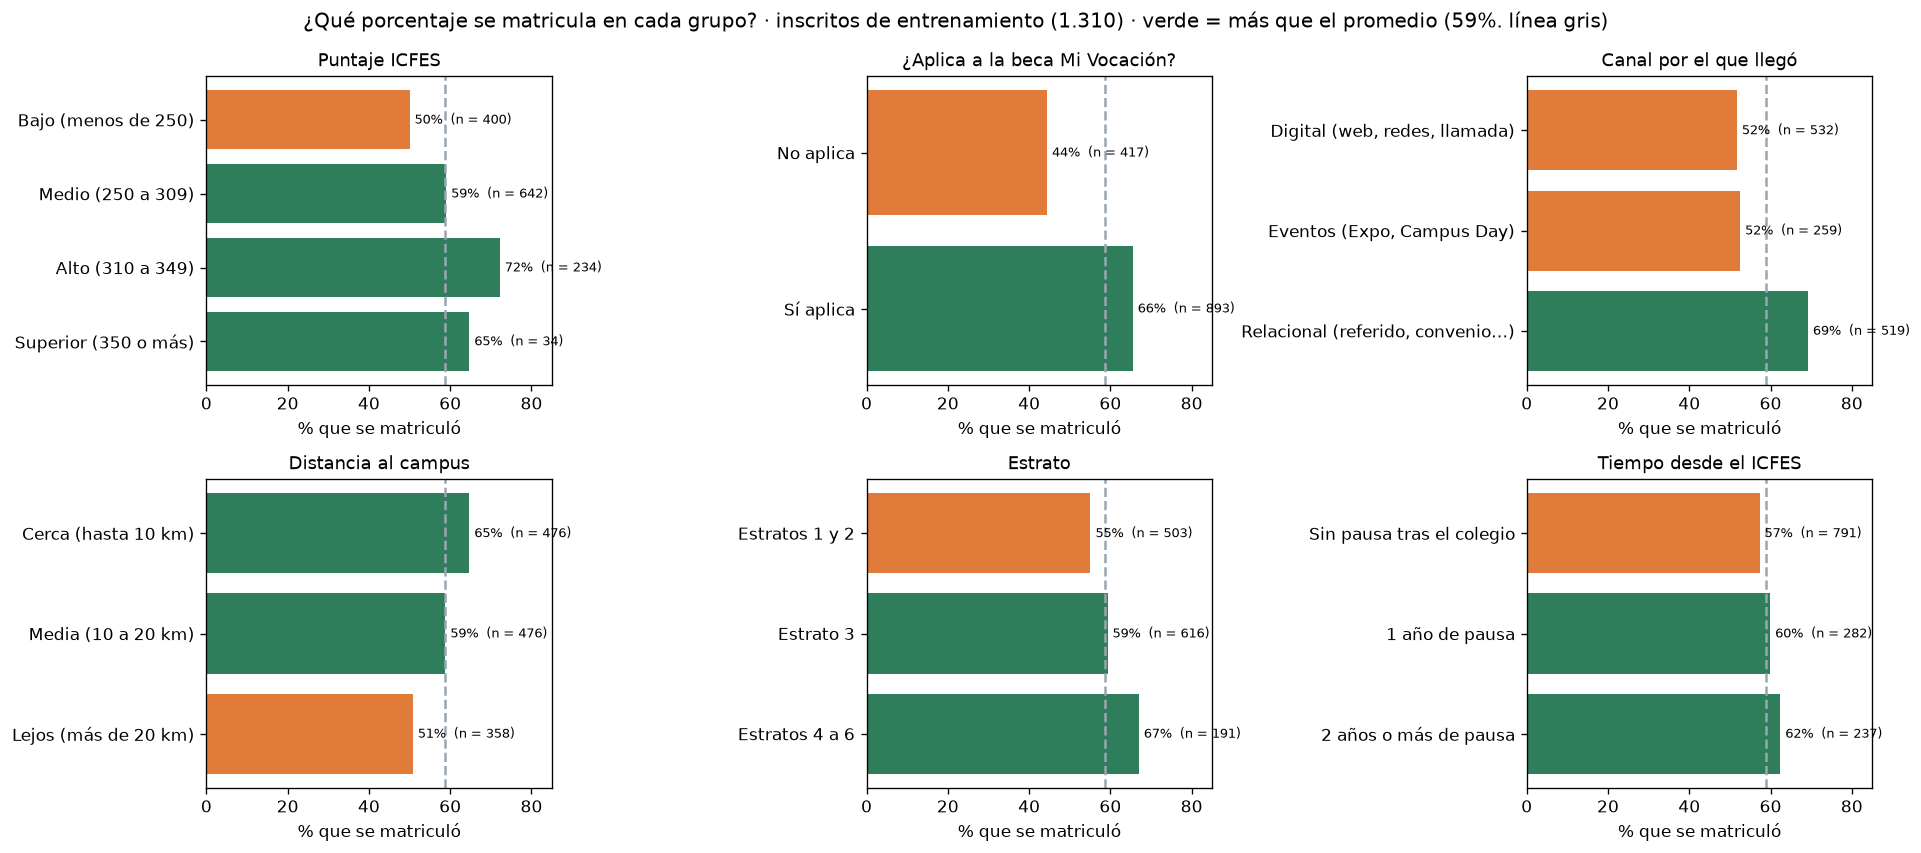 ¿Qué porcentaje se matricula en cada grupo? · inscritos de entrenamiento (1.310) · verde = más que el promedio (59%. línea gris)
Puntaje ICFES
Bajo (menos de 250)
50% (n = 400)
Medio (250 a 309)
59% (n = 642)
Alto (310 a 349)
72% (n = 234)
Superior (350 o más)
65% (n = 34)
0 20 40 60 80
% que se matriculó
¿Aplica a la beca Mi Vocación?
No aplica
44% (n = 417)
Sí aplica
66% (n = 893)
0 20 40 60 80
% que se matriculó
Canal por el que llegó
Digital (web, redes, llamada)
52% (n = 532)
Eventos (Expo, Campus Day)
52% (n = 259)
Relacional (referido, convenio...)
69% (n = 519)
0 20 40 60 80
% que se matriculó
Distancia al campus
Cerca (hasta 10 km)
65% (n = 476)
Media (10 a 20 km)
59% (n = 476)
Lejos (más de 20 km)
51% (n = 358)
0 20 40 60 80
% que se matriculó
Estrato
Estratos 1 y 2
55% (n = 503)
Estrato 3
59% (n = 616)
Estratos 4 a 6
67% (n = 191)
0 20 40 60 80
% que se matriculó
Tiempo desde el ICFES
Sin pausa tras el colegio
57% (n = 791)
1 año de pausa
60% (n = 282)
2 años o más de pausa
62% (n = 237)
0 20 40 60 80
% que se matriculó